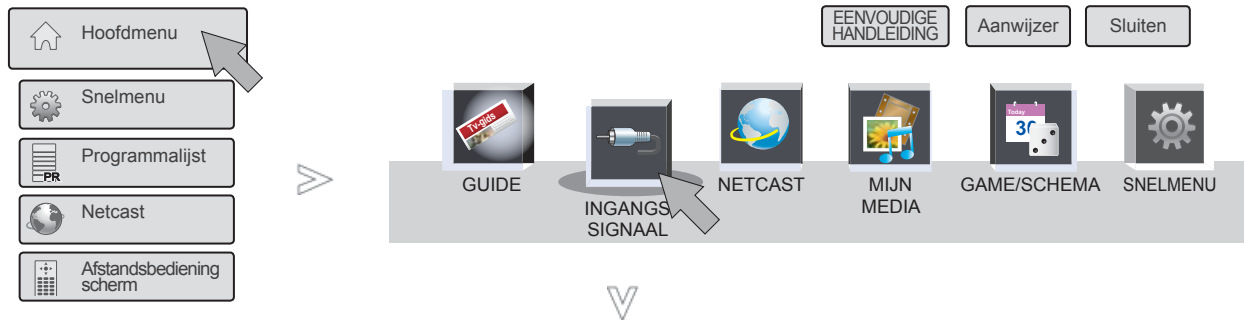 Hoofdmenu
Snelmenu
PR
Programmalijst
Netcast
Afstandsbediening
scherm
EENVOUDIGE
HANDLEIDING
Aanwijzer
Sluiten
Tv-gids
Today
GUIDE
INGANGS
SIGNAAL
NETCAST
MIJN
MEDIA
GAME/SCHEMA
SNELMENU